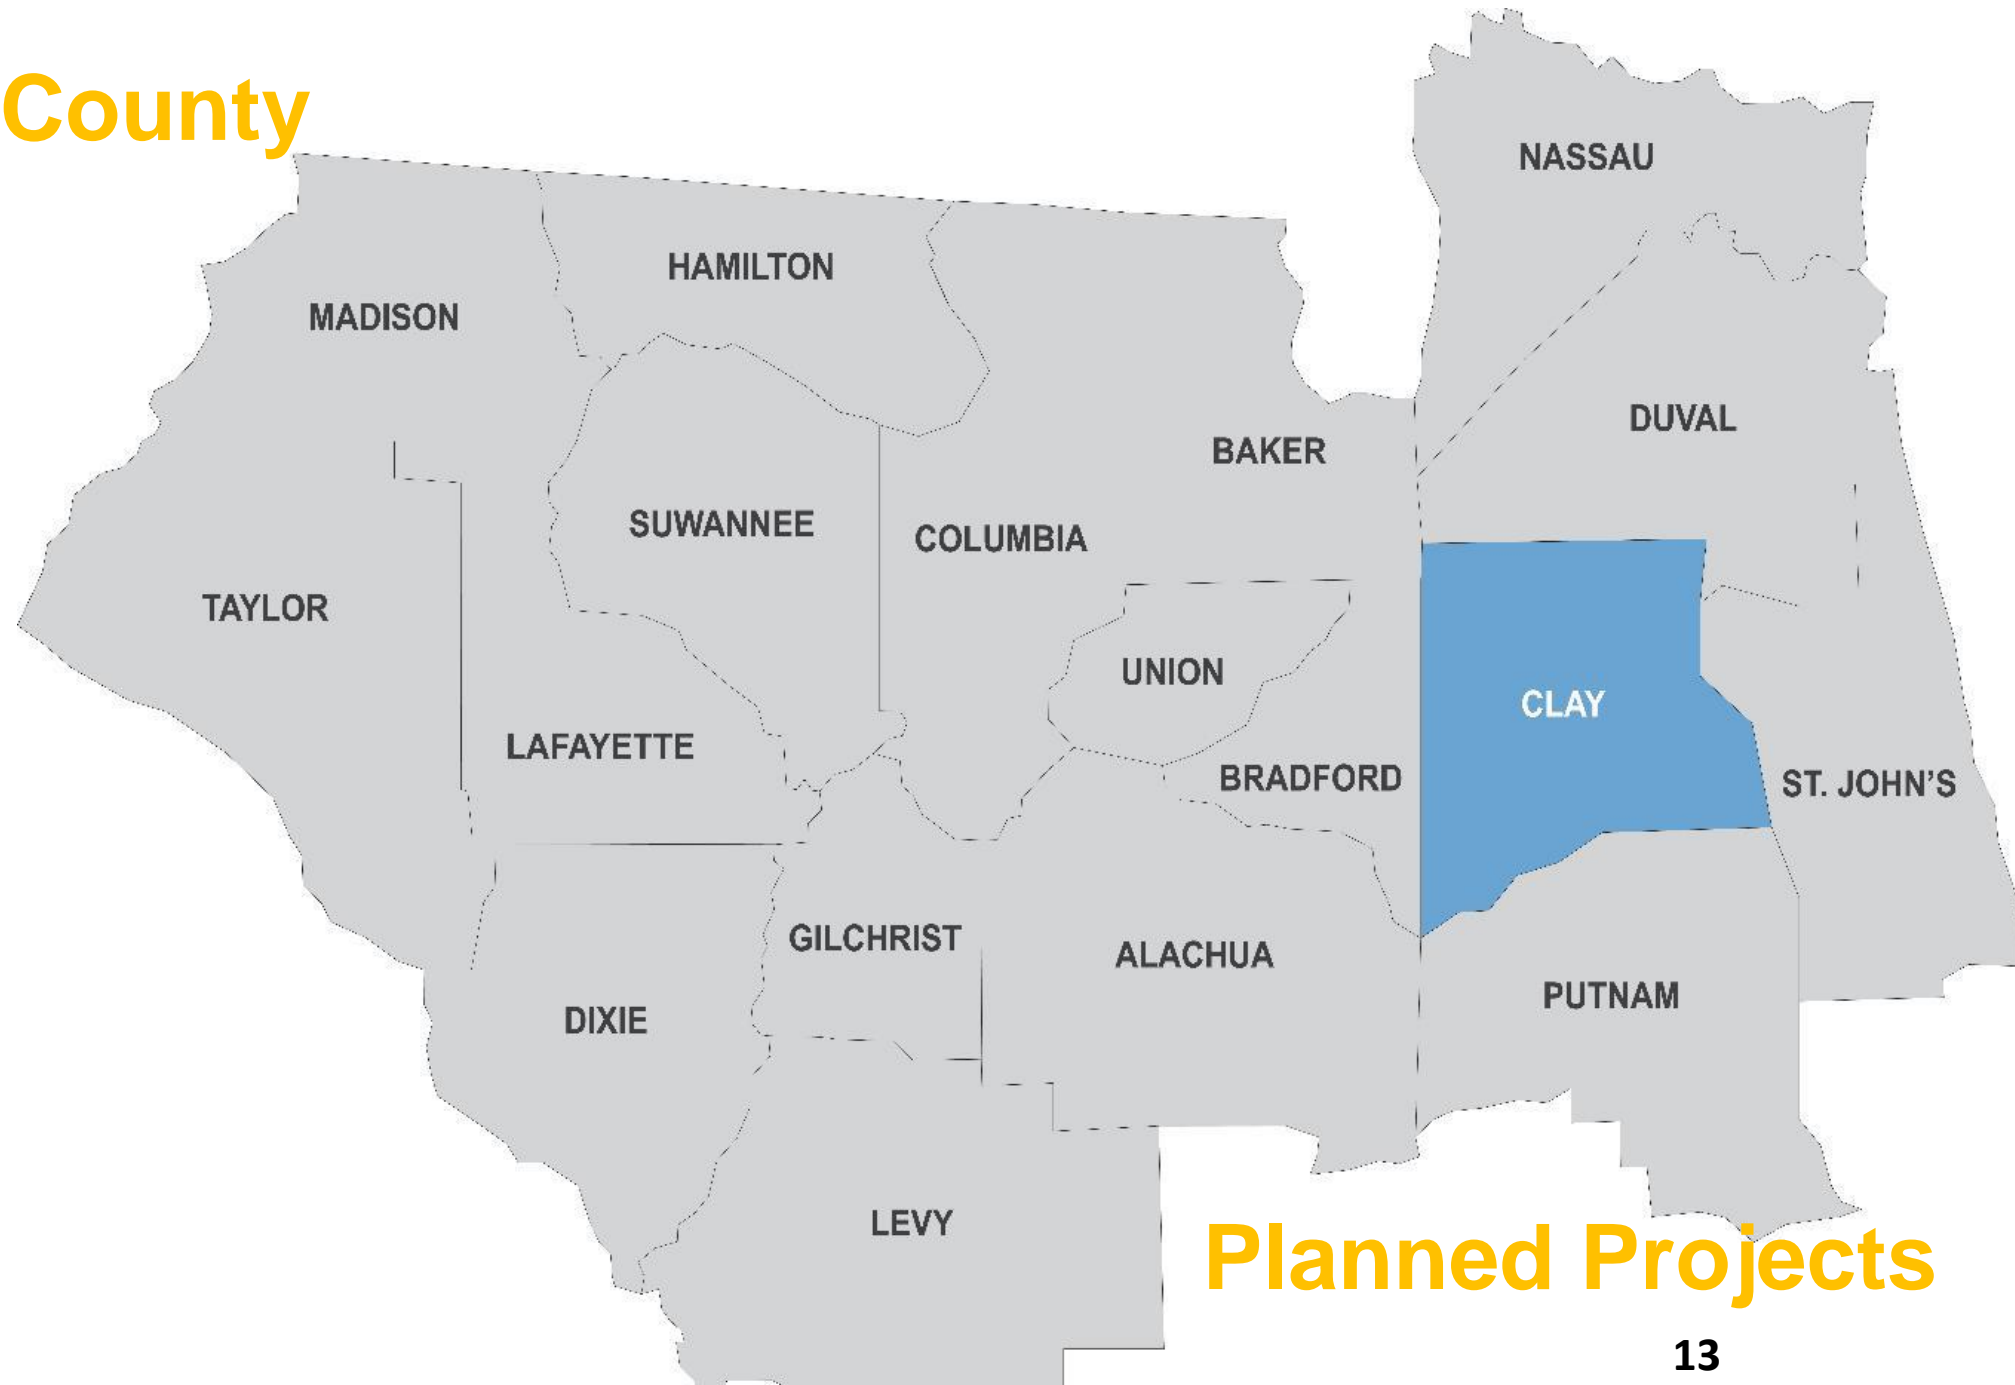 County
NASSAU
HAMILTON
MADISON
DUVAL
BAKER
SUWANNEE
COLUMBIA
TAYLOR
UNION
CLAY
LAFAYETTE
BRADFORD
ST. JOHN’S
GILCHRIST
ALACHUA
PUTNAM
DIXIE
LEVY
Planned Projects
13